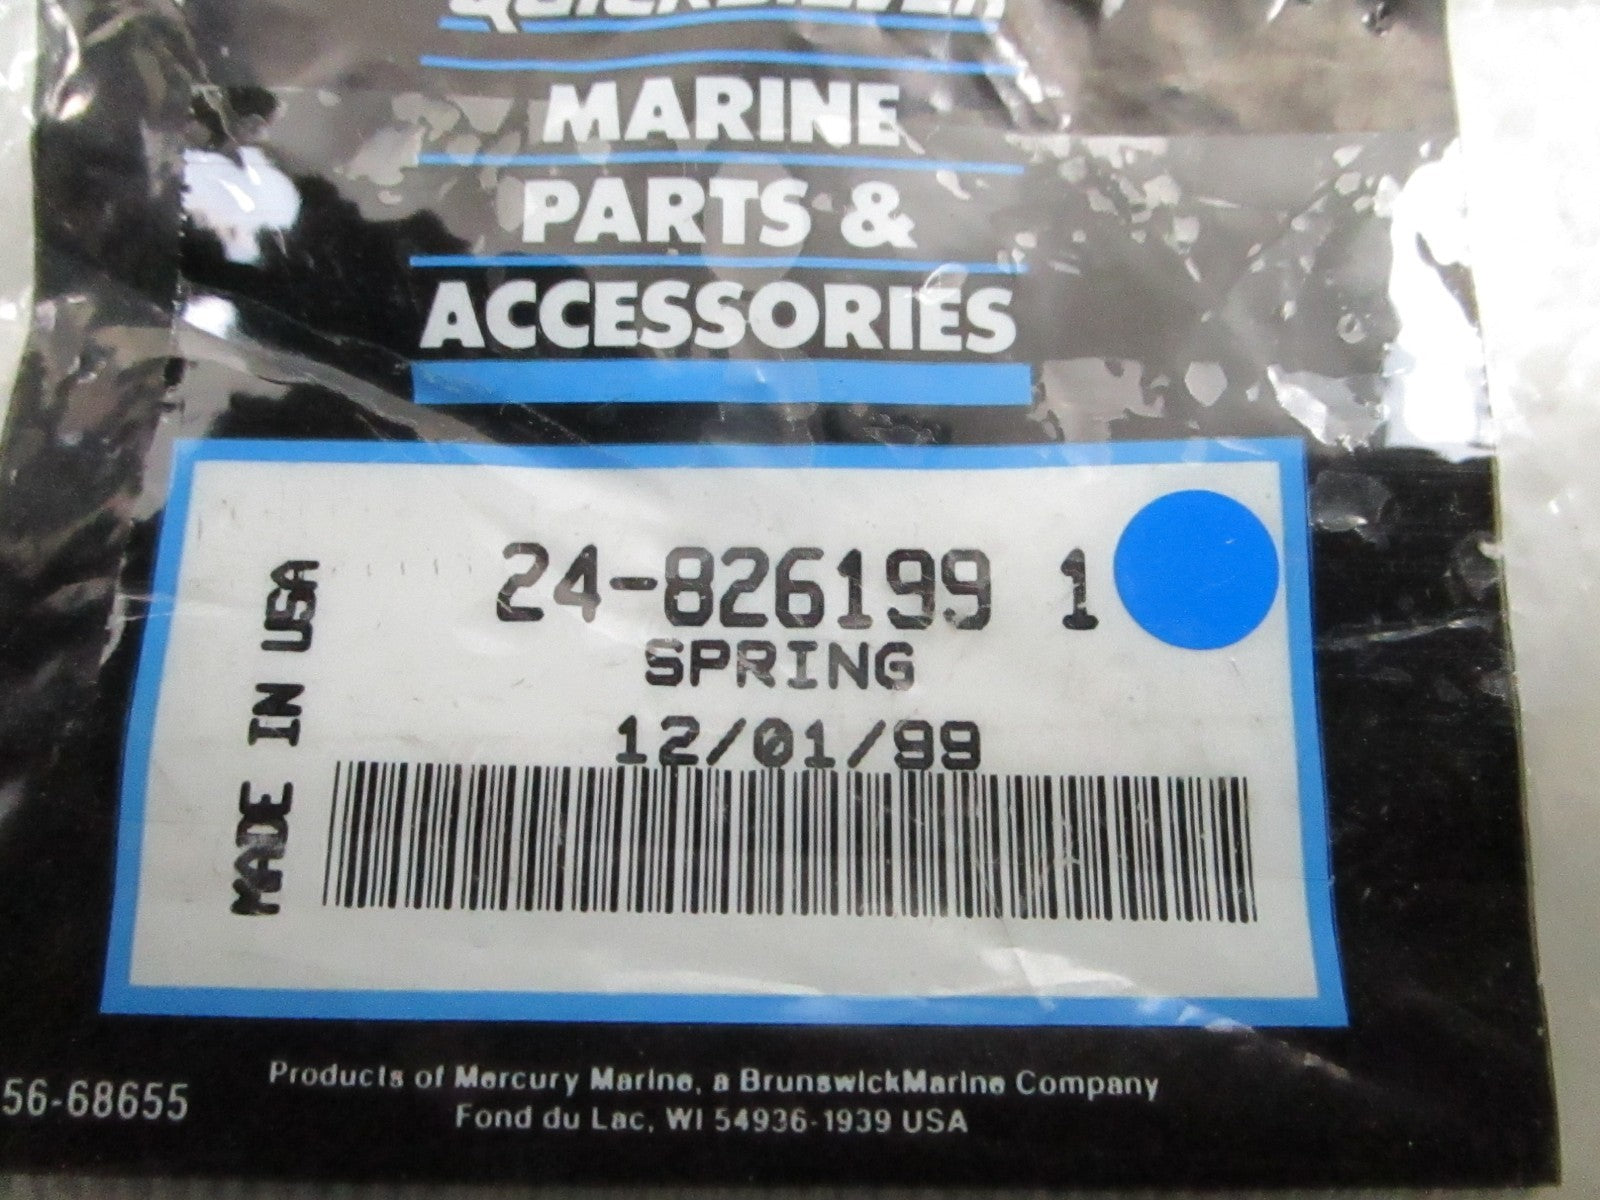 QUICKSILVER
MARINE
PARTS &
ACCESSORIES
MADE IN USA
24-826199 1
SPRING
12/01/99
56-68655
Products of Mercury Marine, a BrunswickMarine Company
Fond du Lac, WI 54936-1939 USA